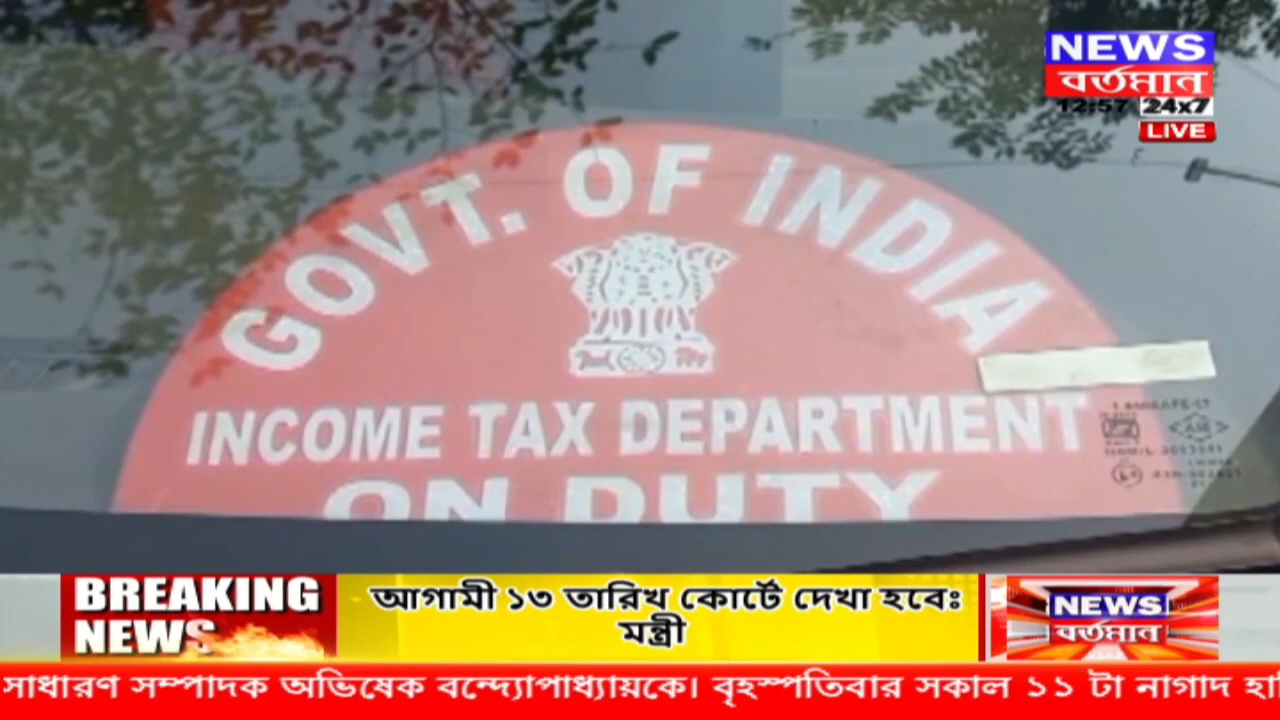 NEWS
বর্তমান
12:57 24x7
LIVE
GOVT. OF INDIA
INCOME TAX DEPARTMENT
ON DUTY
BREAKING
NEWS
আগামী ১৩ তারিখ কোর্টে দেখা হবেঃ
মন্ত্রী
NEWS
বর্তমান
সাধারণ সম্পাদক অভিষেক বন্দ্যোপাধ্যায়কে। বৃহস্পতিবার সকাল ১১ টা নাগাদ হা